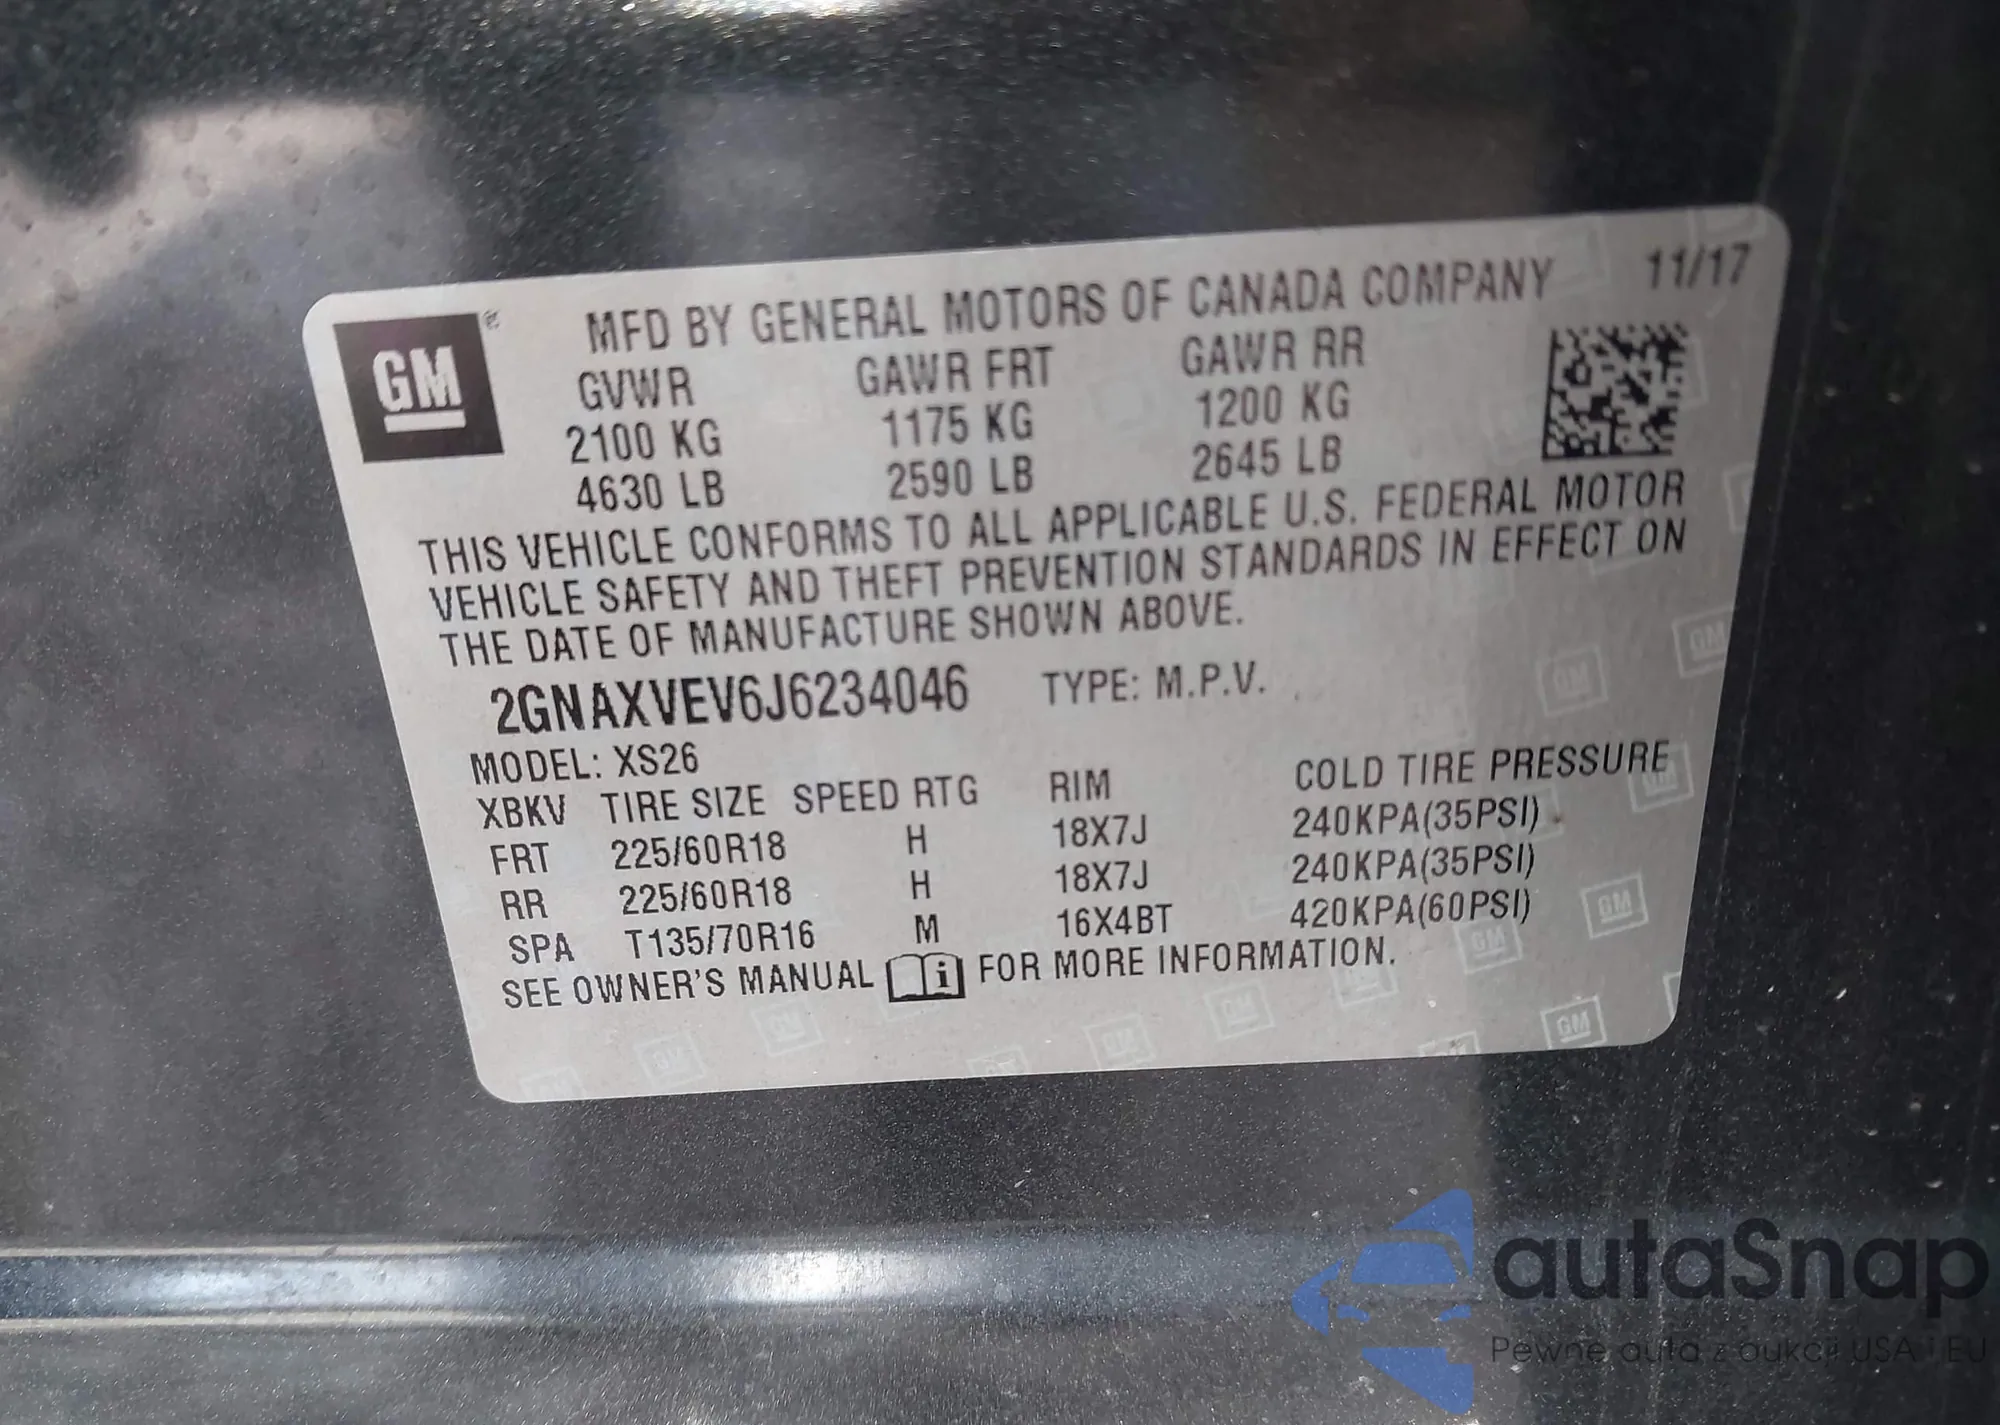 MFD BY GENERAL MOTORS OF CANADA COMPANY 11/17
GM
GVWR GAWR FRT GAWR RR
2100 KG 1175 KG 1200 KG
4630 LB 2590 LB 2645 LB
THIS VEHICLE CONFORMS TO ALL APPLICABLE U.S. FEDERAL MOTOR
VEHICLE SAFETY AND THEFT PREVENTION STANDARDS IN EFFECT ON
THE DATE OF MANUFACTURE SHOWN ABOVE.
2GNAXVEV6J6234046 TYPE: M.P.V.
MODEL: XS26
XBKV TIRE SIZE SPEED RTG RIM COLD TIRE PRESSURE
FRT 225/60R18 H 18X7J 240KPA(35PSI)
RR 225/60R18 H 18X7J 240KPA(35PSI)
SPA T135/70R16 M 16X4BT 420KPA(60PSI)
SEE OWNER'S MANUAL i FOR MORE INFORMATION.
autaSnap
Pewne auta z aukcji USA i EU